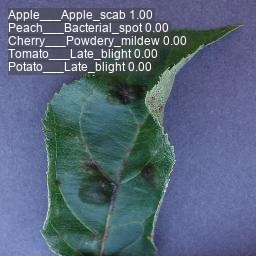 Apple___Apple_scab 1.00
Peach___Bacterial_spot 0.00
Cherry___Powdery_mildew 0.00
Tomato___Late_blight 0.00
Potato___Late_blight 0.00